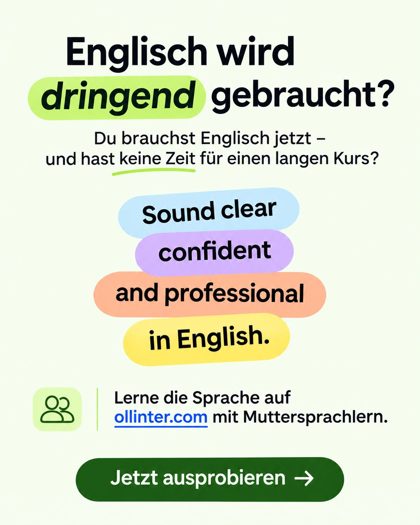 Englisch wird
dringend gebraucht?
Du brauchst Englisch jetzt –
und hast keine Zeit für einen langen Kurs?
Sound clear
confident
and professional
in English.
Lerne die Sprache auf
ollinter.com mit Muttersprachlern.
Jetzt ausprobieren →